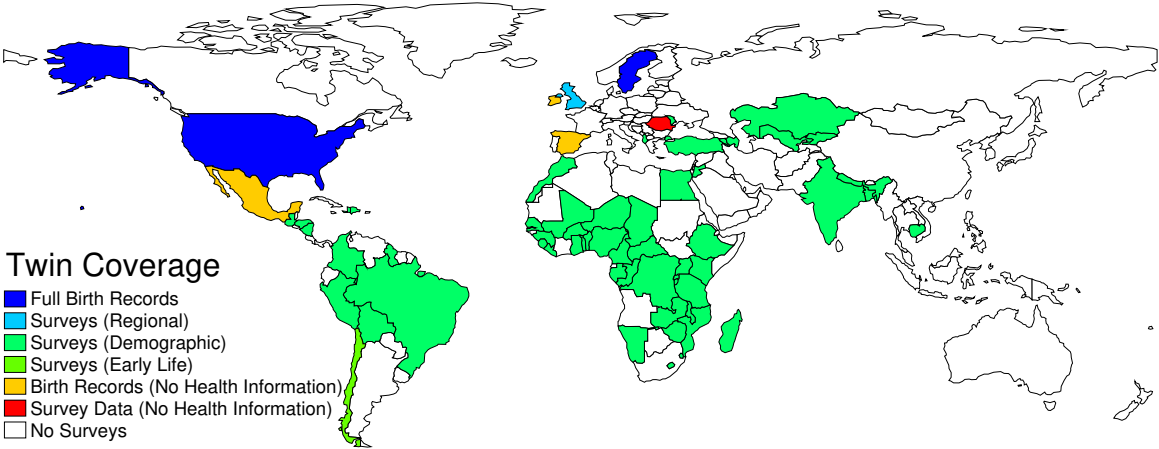 Twin Coverage
Full Birth Records
Surveys (Regional)
Surveys (Demographic)
Surveys (Early Life)
Birth Records (No Health Information)
Survey Data (No Health Information)
No Surveys